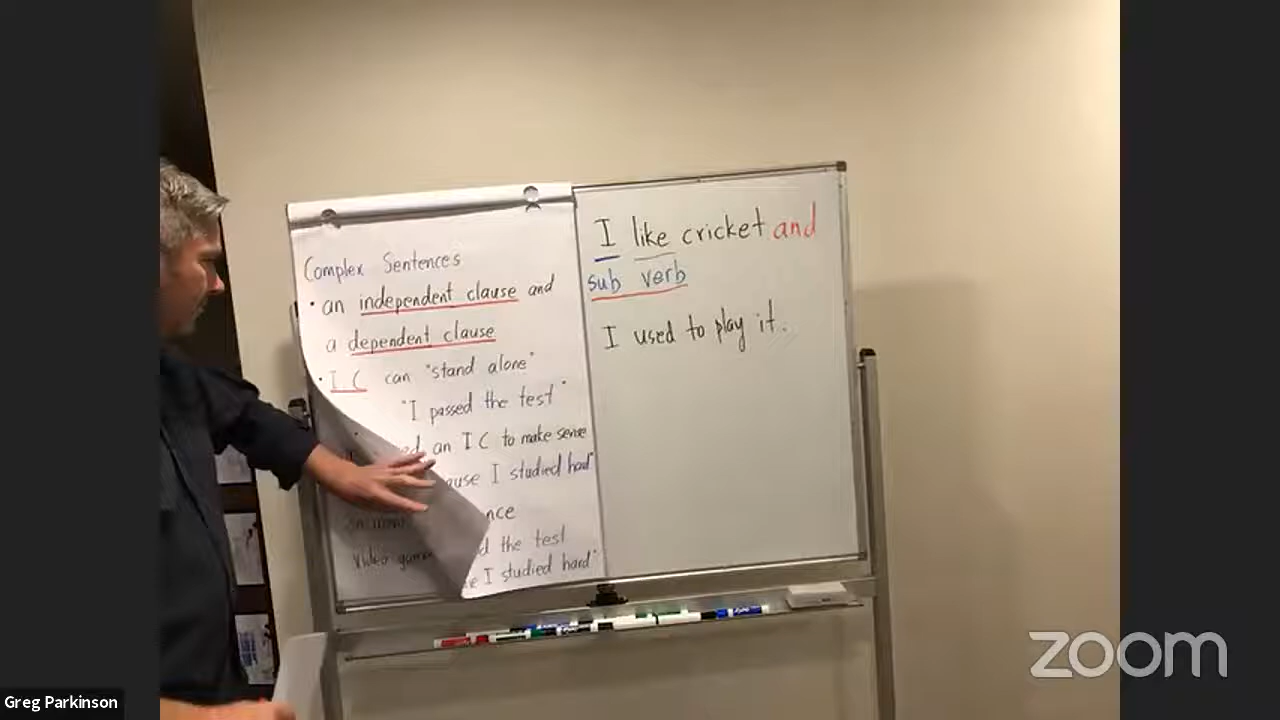 Complex Sentences
• an independent clause and
a dependent clause
• I C can "stand alone"
"I passed the test"
an I C to make sense
I studied hard"
the test
I studied hard"
video
I like cricket and
sub verb
I used to play it.
Greg Parkinson
zoom